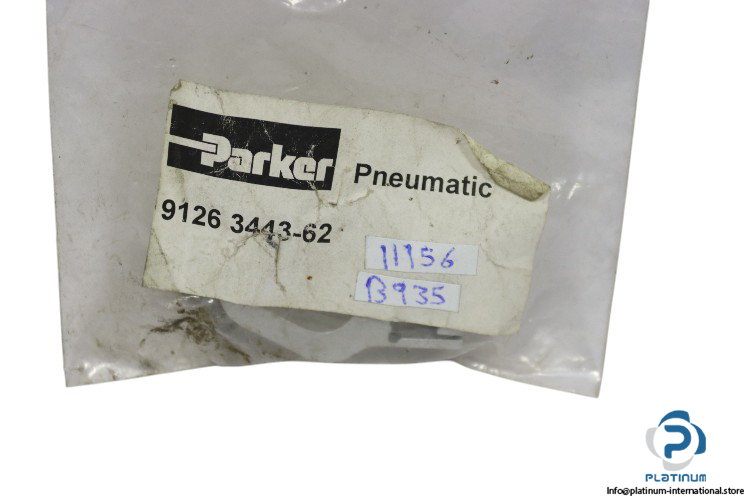 Parker
Pneumatic
9126 3443-62
11156
B935
PLATINUM
Info@platinum-international.store